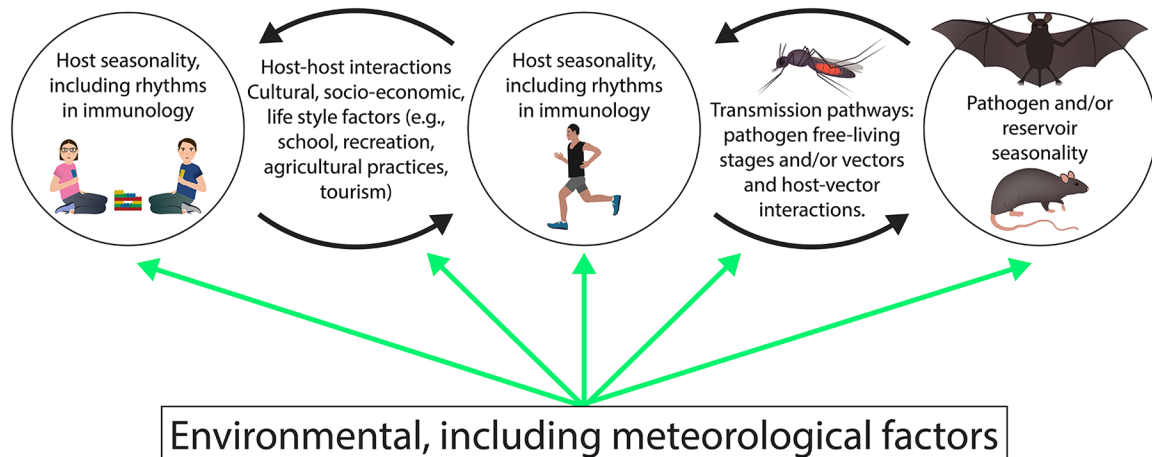 Host seasonality,
including rhythms
in immunology
Host-host interactions
Cultural, socio-economic,
life style factors (e.g.,
school, recreation,
agricultural practices,
tourism)
Host seasonality,
including rhythms
in immunology
Transmission pathways:
pathogen free-living
stages and/or vectors
and host-vector
interactions.
Pathogen and/or
reservoir
seasonality
Environmental, including meteorological factors